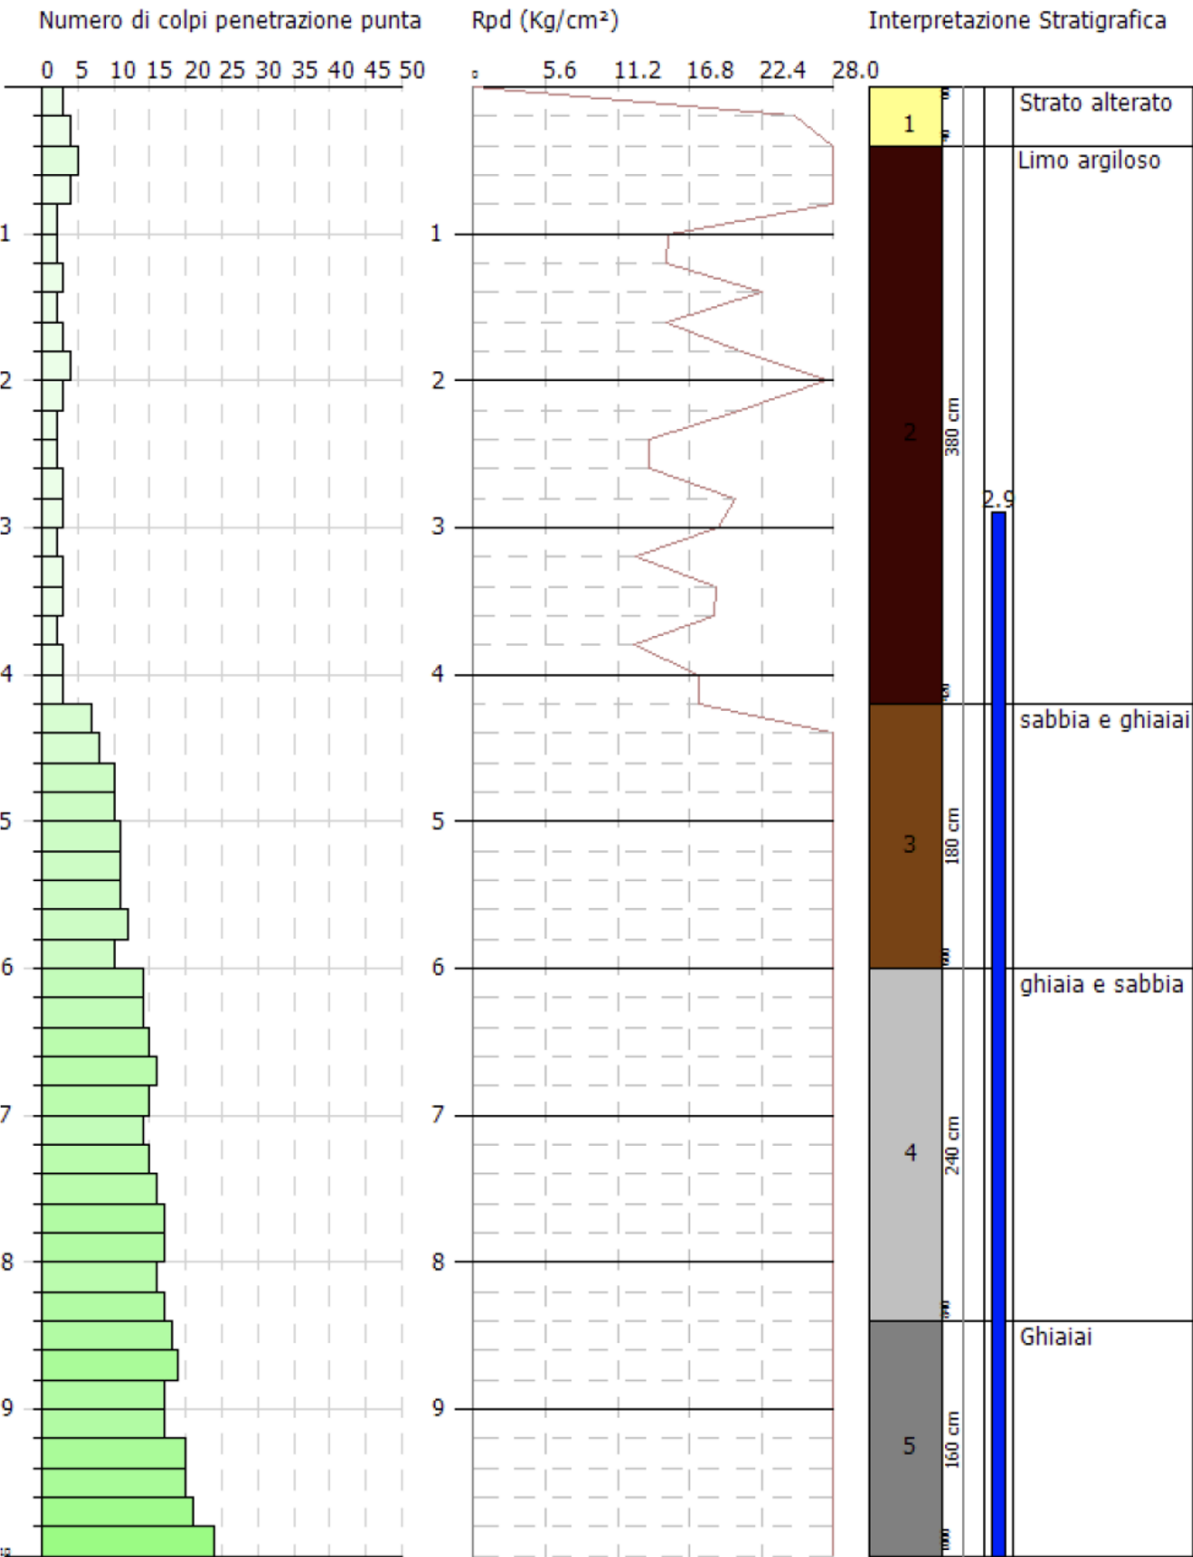 Numero di colpi penetrazione punta
Rpd (Kg/cm²)
Interpretazione Stratigrafica
0 5 10 15 20 25 30 35 40 45 50
0 5.6 11.2 16.8 22.4 28.0
Strato alterato
1
Limo argiloso
1
1
2
2
2
380 cm
2.9
3
3
4
4
sabbia e ghiaiai
5
5
3
180 cm
6
6
ghiaia e sabbia
7
7
4
240 cm
8
8
Ghiaiai
9
9
5
160 cm